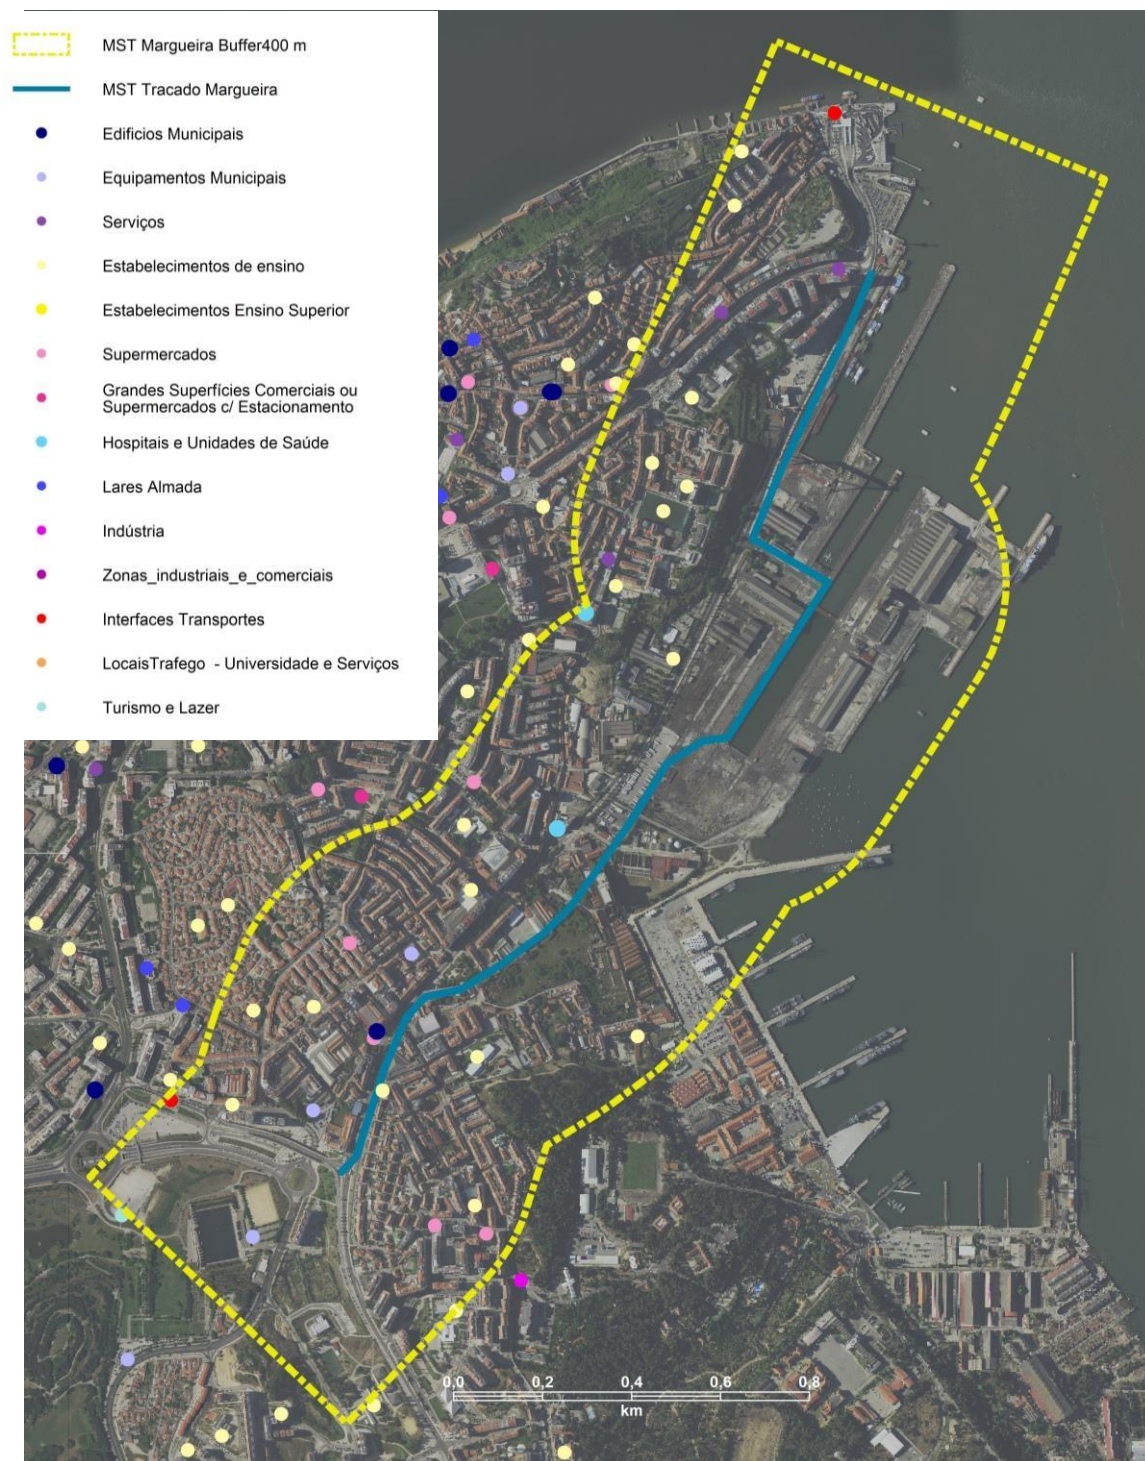 MST Margueira Buffer400 m
MST Tracado Margueira
Edificios Municipais
Equipamentos Municipais
Serviços
Estabelecimentos de ensino
Estabelecimentos Ensino Superior
Supermercados
Grandes Superfícies Comerciais ou
Supermercados c/ Estacionamento
Hospitais e Unidades de Saúde
Lares Almada
Indústria
Zonas_industriais_e_comerciais
Interfaces Transportes
LocaisTrafego - Universidade e Serviços
Turismo e Lazer
0,0 0,2 0,4 0,6 0,8
km